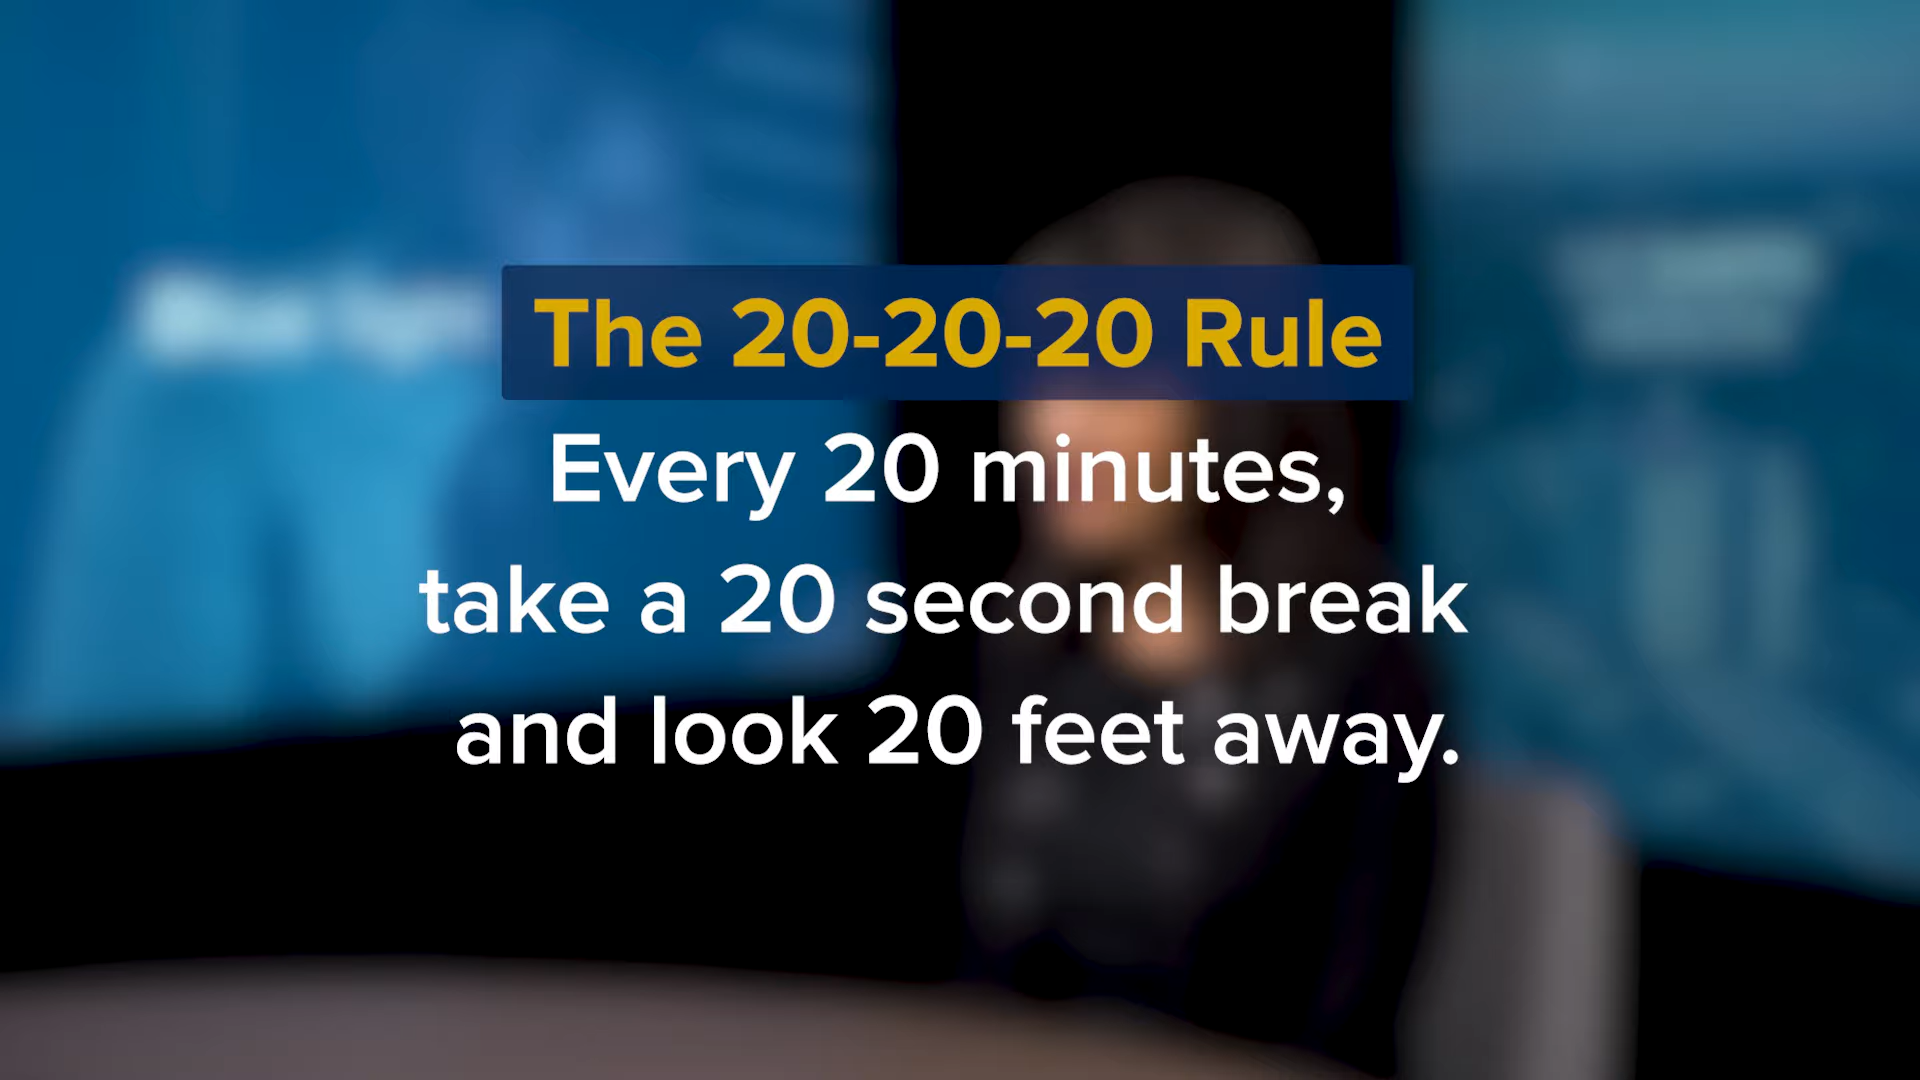 The 20-20-20 Rule
Every 20 minutes,
take a 20 second break
and look 20 feet away.